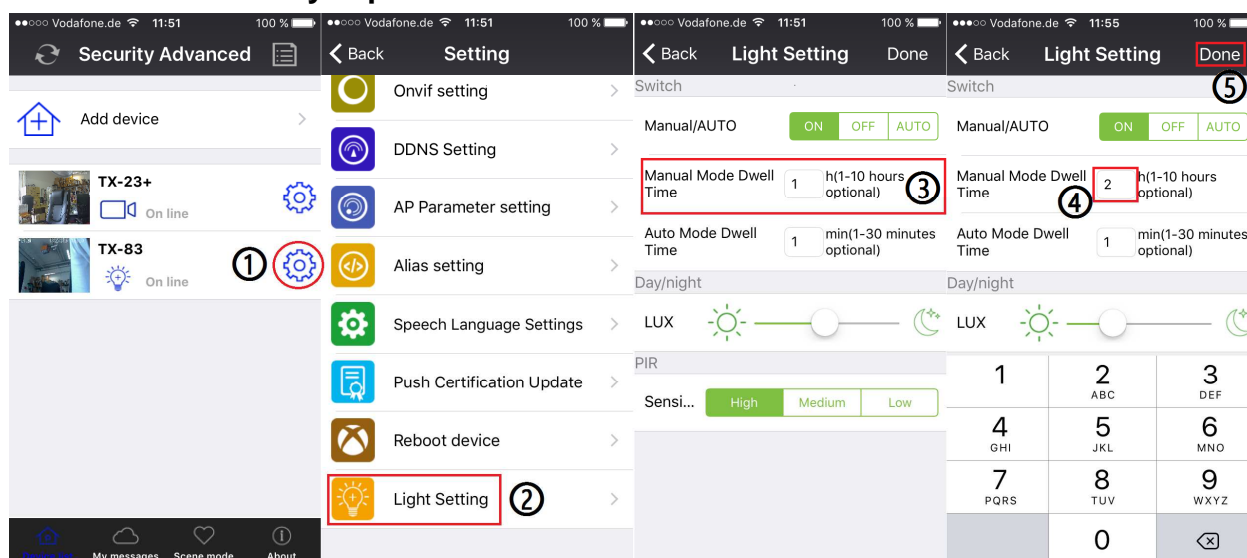 ●●○○○ Vodafone.de 11:51 100 %
Security Advanced
Add device
TX-23+
On line
TX-83
On line
①
My messages
Scene mode
About
●●○○○ Vodafone.de 11:51 100 %
Back Setting
Onvif setting
DDNS Setting
AP Parameter setting
Alias setting
Speech Language Settings
Push Certification Update
Reboot device
Light Setting ②
●●○○○ Vodafone.de 11:51 100 %
Back Light Setting Done
Switch
Manual/AUTO ON OFF AUTO
Manual Mode Dwell
Time
1
h(1-10 hours
optional)
③
Auto Mode Dwell
Time
1
min(1-30 minutes
optional)
Day/night
LUX
PIR
Sensi... High Medium Low
●●●○○ Vodafone.de 11:55 100 %
Back Light Setting Done
⑤
Switch
Manual/AUTO ON OFF AUTO
Manual Mode Dwell
Time
④
2
h(1-10 hours
optional)
Auto Mode Dwell
Time
1
min(1-30 minutes
optional)
Day/night
LUX
1 2 3
ABC DEF
4 5 6
GHI JKL MNO
7 8 9
PQRS TUV WXYZ
0